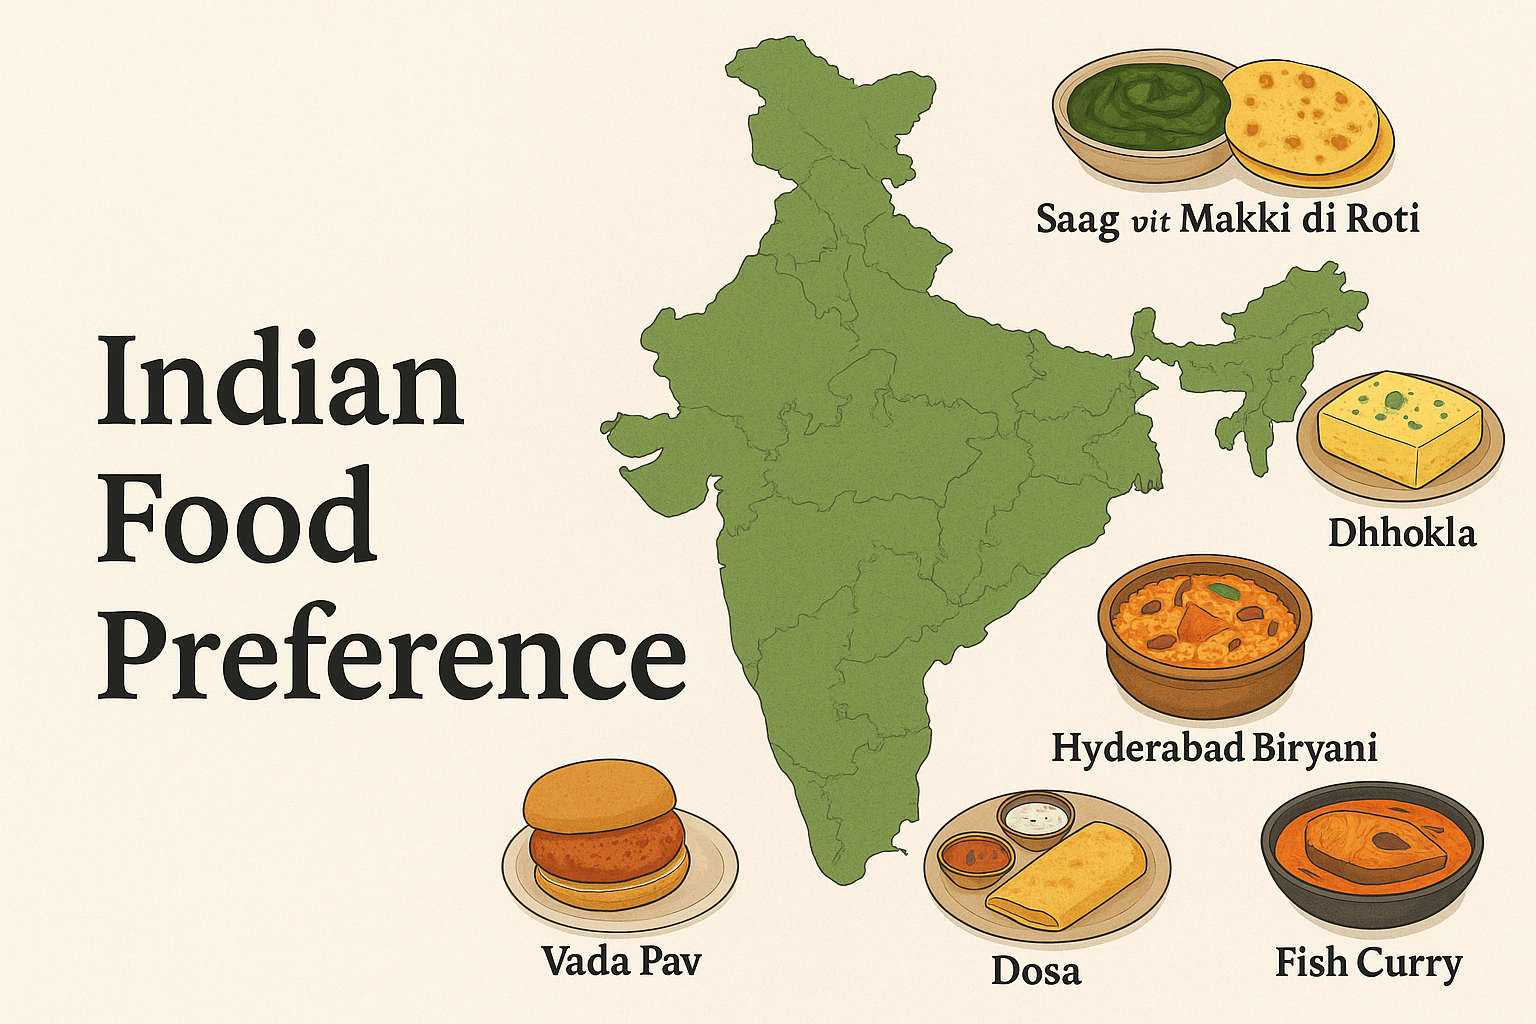 Indian
Food
Preference
Saag vit Makki di Roti
Dhhokla
Hyderabad Biryani
Vada Pav
Dosa
Fish Curry